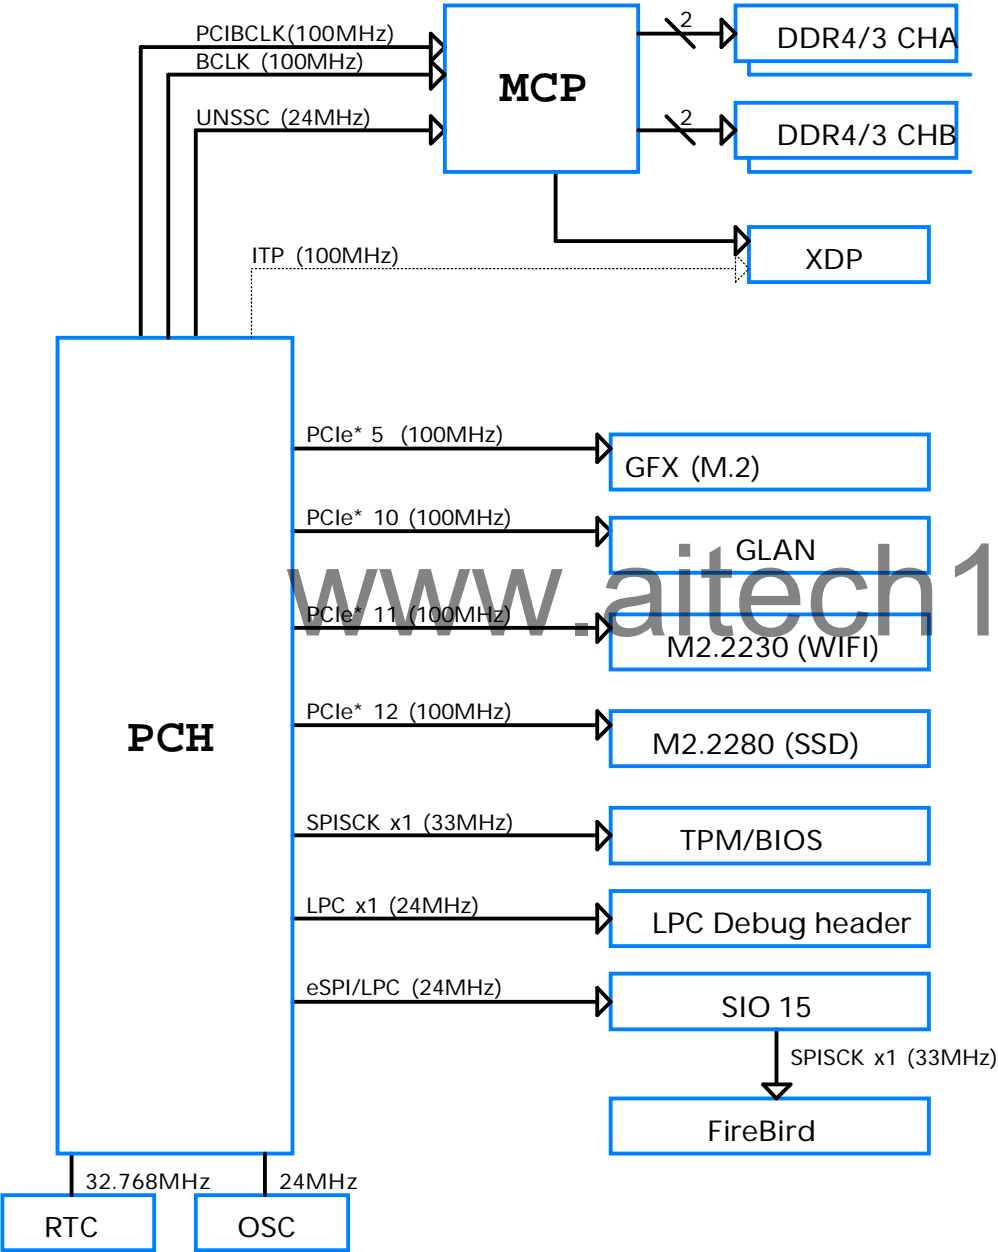 PCIBCLK(100MHz)
BCLK (100MHz)
UNSSC (24MHz)
MCP
2
DDR4/3 CHA
2
DDR4/3 CHB
ITP (100MHz)
XDP
PCIe* 5 (100MHz)
GFX (M.2)
PCIe* 10 (100MHz)
GLAN
www.aitech1
PCIe* 11 (100MHz)
M2.2230 (WIFI)
PCH
PCIe* 12 (100MHz)
M2.2280 (SSD)
SPISCK x1 (33MHz)
TPM/BIOS
LPC x1 (24MHz)
LPC Debug header
eSPI/LPC (24MHz)
SIO 15
SPISCK x1 (33MHz)
FireBird
32.768MHz
24MHz
RTC
OSC